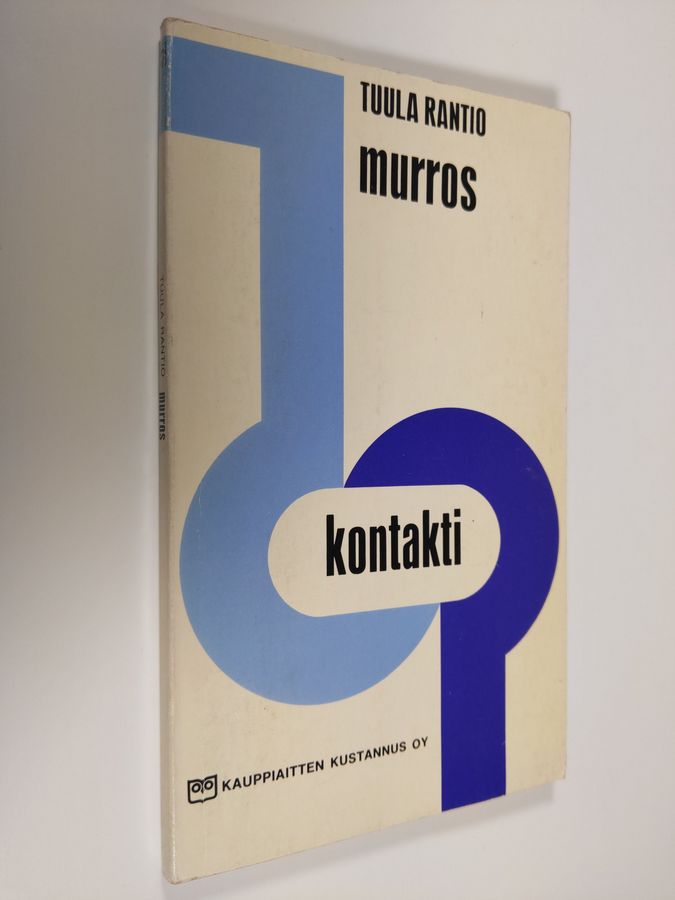 TUULA RANTIO
murros
kontakti
KAUPPIAITTEN KUSTANNUS OY
TUULA RANTIO murros